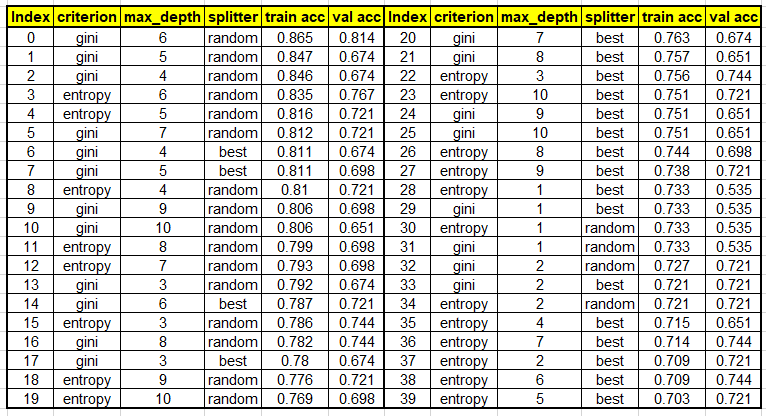 Index criterion max_depth splitter train acc val acc Index criterion max_depth splitter train acc val acc
0 gini 6 random 0.865 0.814 20 gini 7 best 0.763 0.674
1 gini 5 random 0.847 0.674 21 gini 8 best 0.757 0.651
2 gini 4 random 0.846 0.674 22 entropy 3 best 0.756 0.744
3 entropy 6 random 0.835 0.767 23 entropy 10 best 0.751 0.721
4 entropy 5 random 0.816 0.721 24 gini 9 best 0.751 0.651
5 gini 7 random 0.812 0.721 25 gini 10 best 0.751 0.651
6 gini 4 best 0.811 0.674 26 entropy 8 best 0.744 0.698
7 gini 5 best 0.811 0.698 27 entropy 9 best 0.738 0.721
8 entropy 4 random 0.81 0.721 28 entropy 1 best 0.733 0.535
9 gini 9 random 0.806 0.698 29 gini 1 best 0.733 0.535
10 gini 10 random 0.806 0.651 30 entropy 1 random 0.733 0.535
11 entropy 8 random 0.799 0.698 31 gini 1 random 0.733 0.535
12 entropy 7 random 0.793 0.698 32 gini 2 random 0.727 0.721
13 gini 3 random 0.792 0.674 33 gini 2 best 0.721 0.721
14 gini 6 best 0.787 0.721 34 entropy 2 random 0.721 0.721
15 entropy 3 random 0.786 0.744 35 entropy 4 best 0.715 0.651
16 gini 8 random 0.782 0.744 36 entropy 7 best 0.714 0.744
17 gini 3 best 0.78 0.674 37 entropy 2 best 0.709 0.721
18 entropy 9 random 0.776 0.721 38 entropy 6 best 0.709 0.744
19 entropy 10 random 0.769 0.698 39 entropy 5 best 0.703 0.721